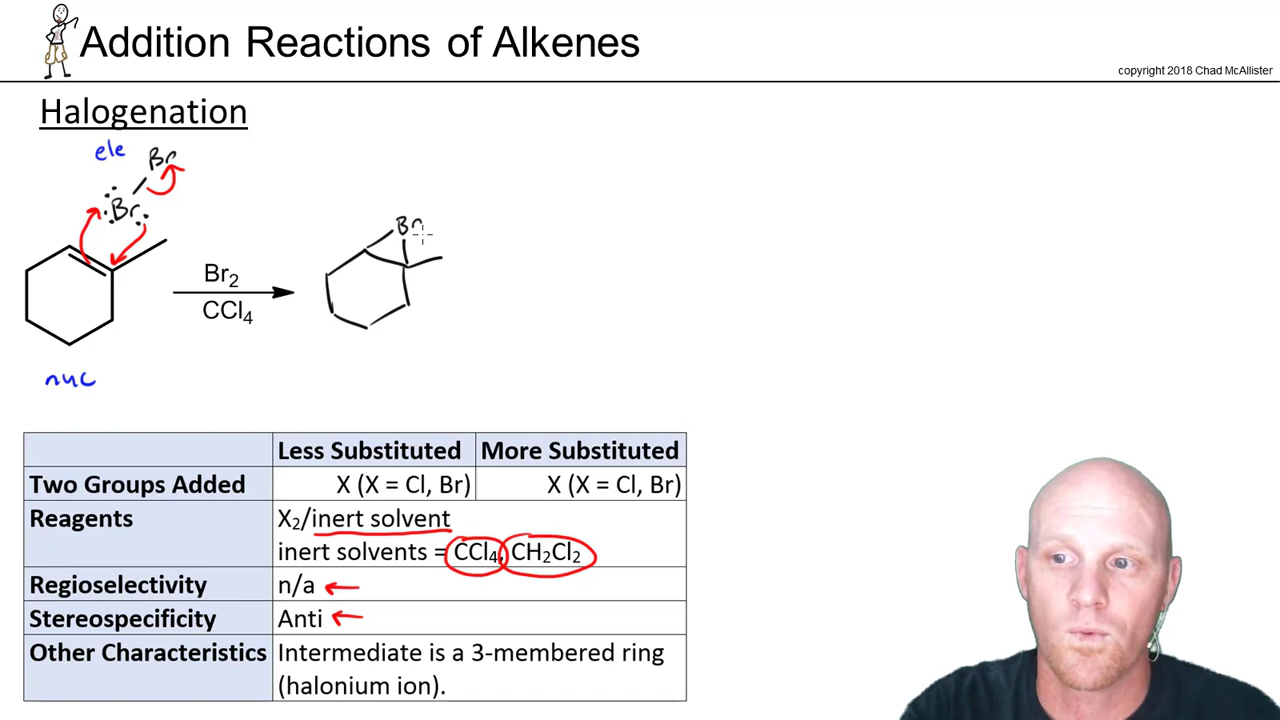 Addition Reactions of Alkenes
copyright 2018 Chad McAllister
Halogenation
ele
Br
Br
Br
Br₂
CCl₄
nuc
Less Substituted More Substituted
Two Groups Added X (X = Cl, Br) X (X = Cl, Br)
Reagents X₂/inert solvent
inert solvents = CCl₄, CH₂Cl₂
Regioselectivity n/a
Stereospecificity Anti
Other Characteristics Intermediate is a 3-membered ring
(halonium ion).